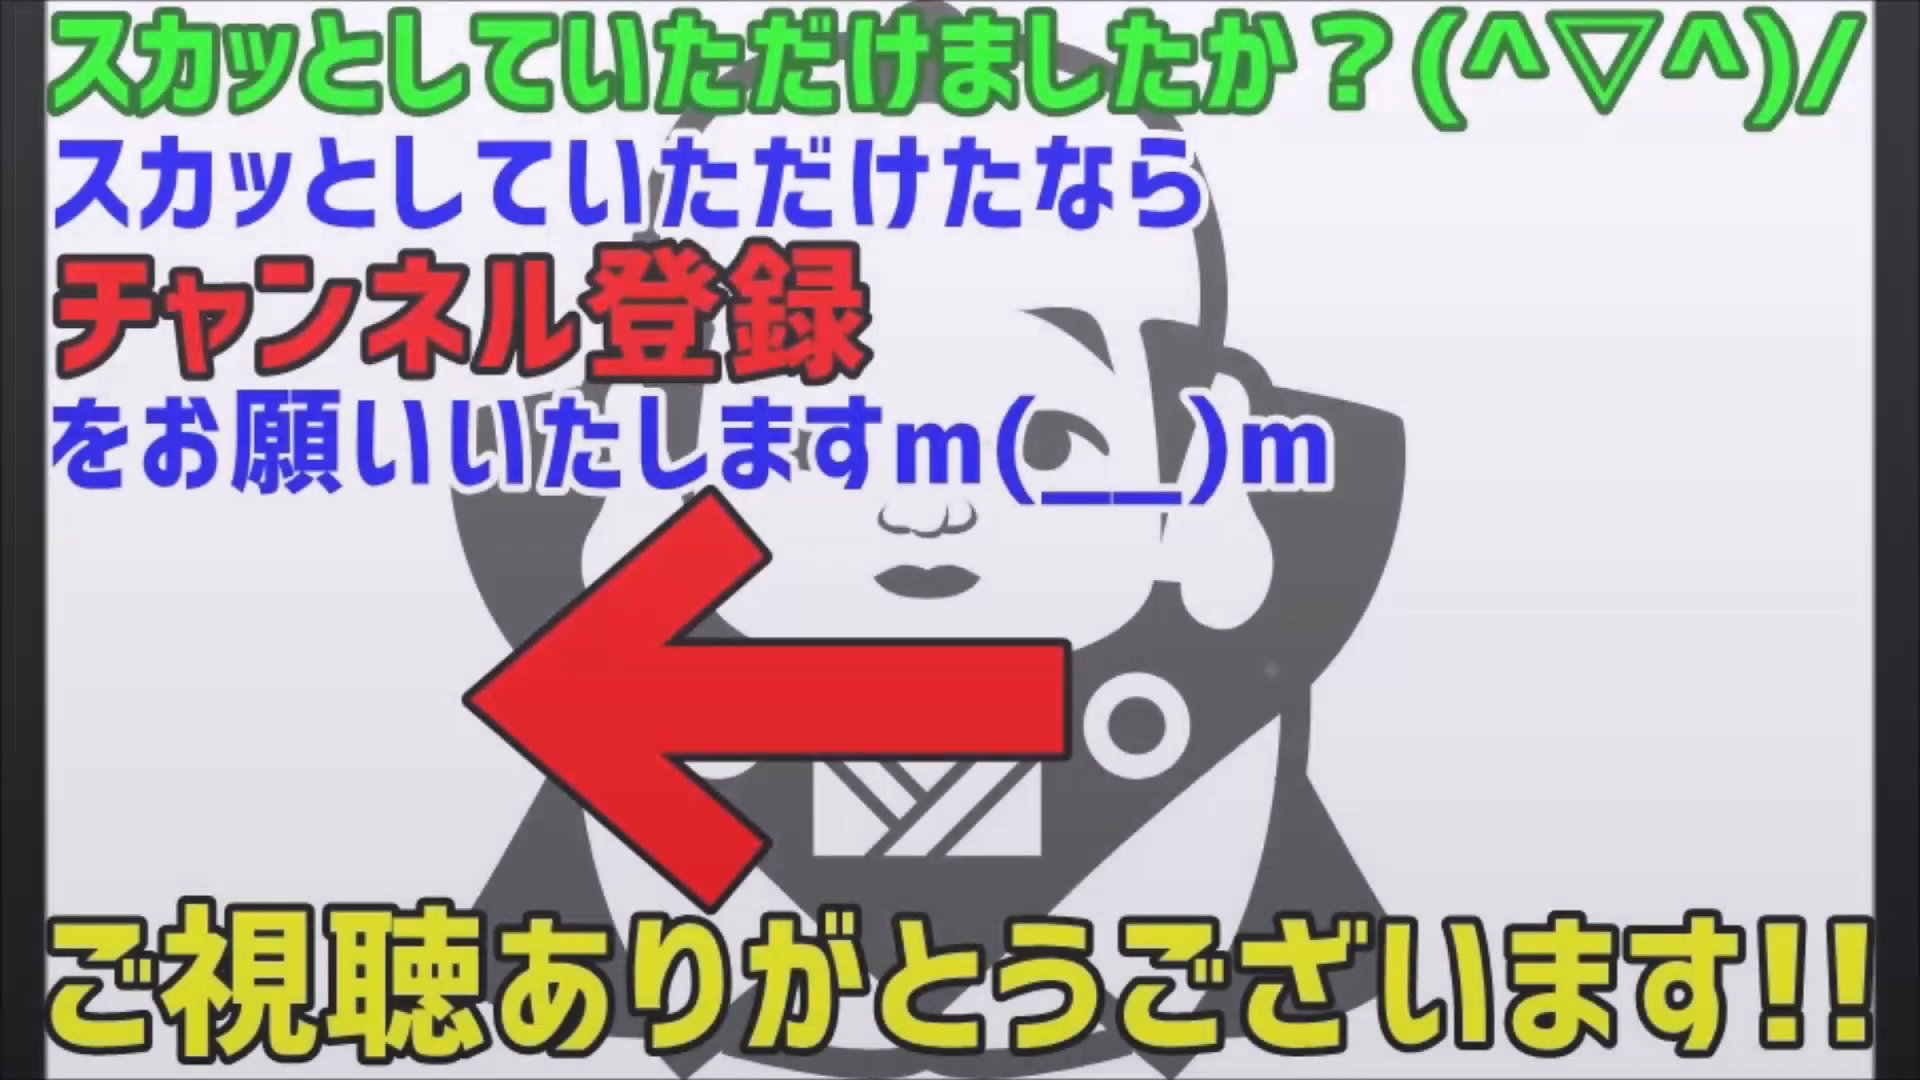 スカッとしていただけましたか？(^▽^)/
スカッとしていただけたなら
チャンネル登録
をお願いいたしますm(__)m
ご視聴ありがとうございます!!